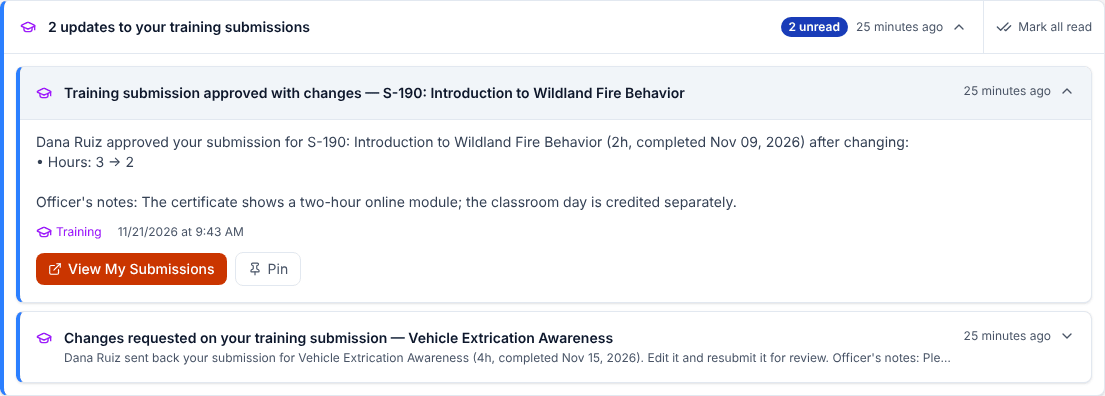 2 updates to your training submissions
2 unread
25 minutes ago
Mark all read
Training submission approved with changes — S-190: Introduction to Wildland Fire Behavior
25 minutes ago
Dana Ruiz approved your submission for S-190: Introduction to Wildland Fire Behavior (2h, completed Nov 09, 2026) after changing:
• Hours: 3 → 2
Officer's notes: The certificate shows a two-hour online module; the classroom day is credited separately.
Training
11/21/2026 at 9:43 AM
View My Submissions
Pin
Changes requested on your training submission — Vehicle Extrication Awareness
25 minutes ago
Dana Ruiz sent back your submission for Vehicle Extrication Awareness (4h, completed Nov 15, 2026). Edit it and resubmit it for review. Officer's notes: Ple...